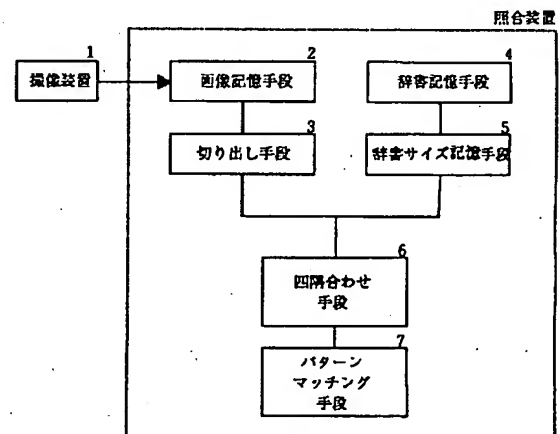 照合装置
1
撮像装置
2
画像記憶手段
4
辞書記憶手段
3
切り出し手段
5
辞書サイズ記憶手段
6
四隅合わせ
手段
7
パターン
マッチング
手段